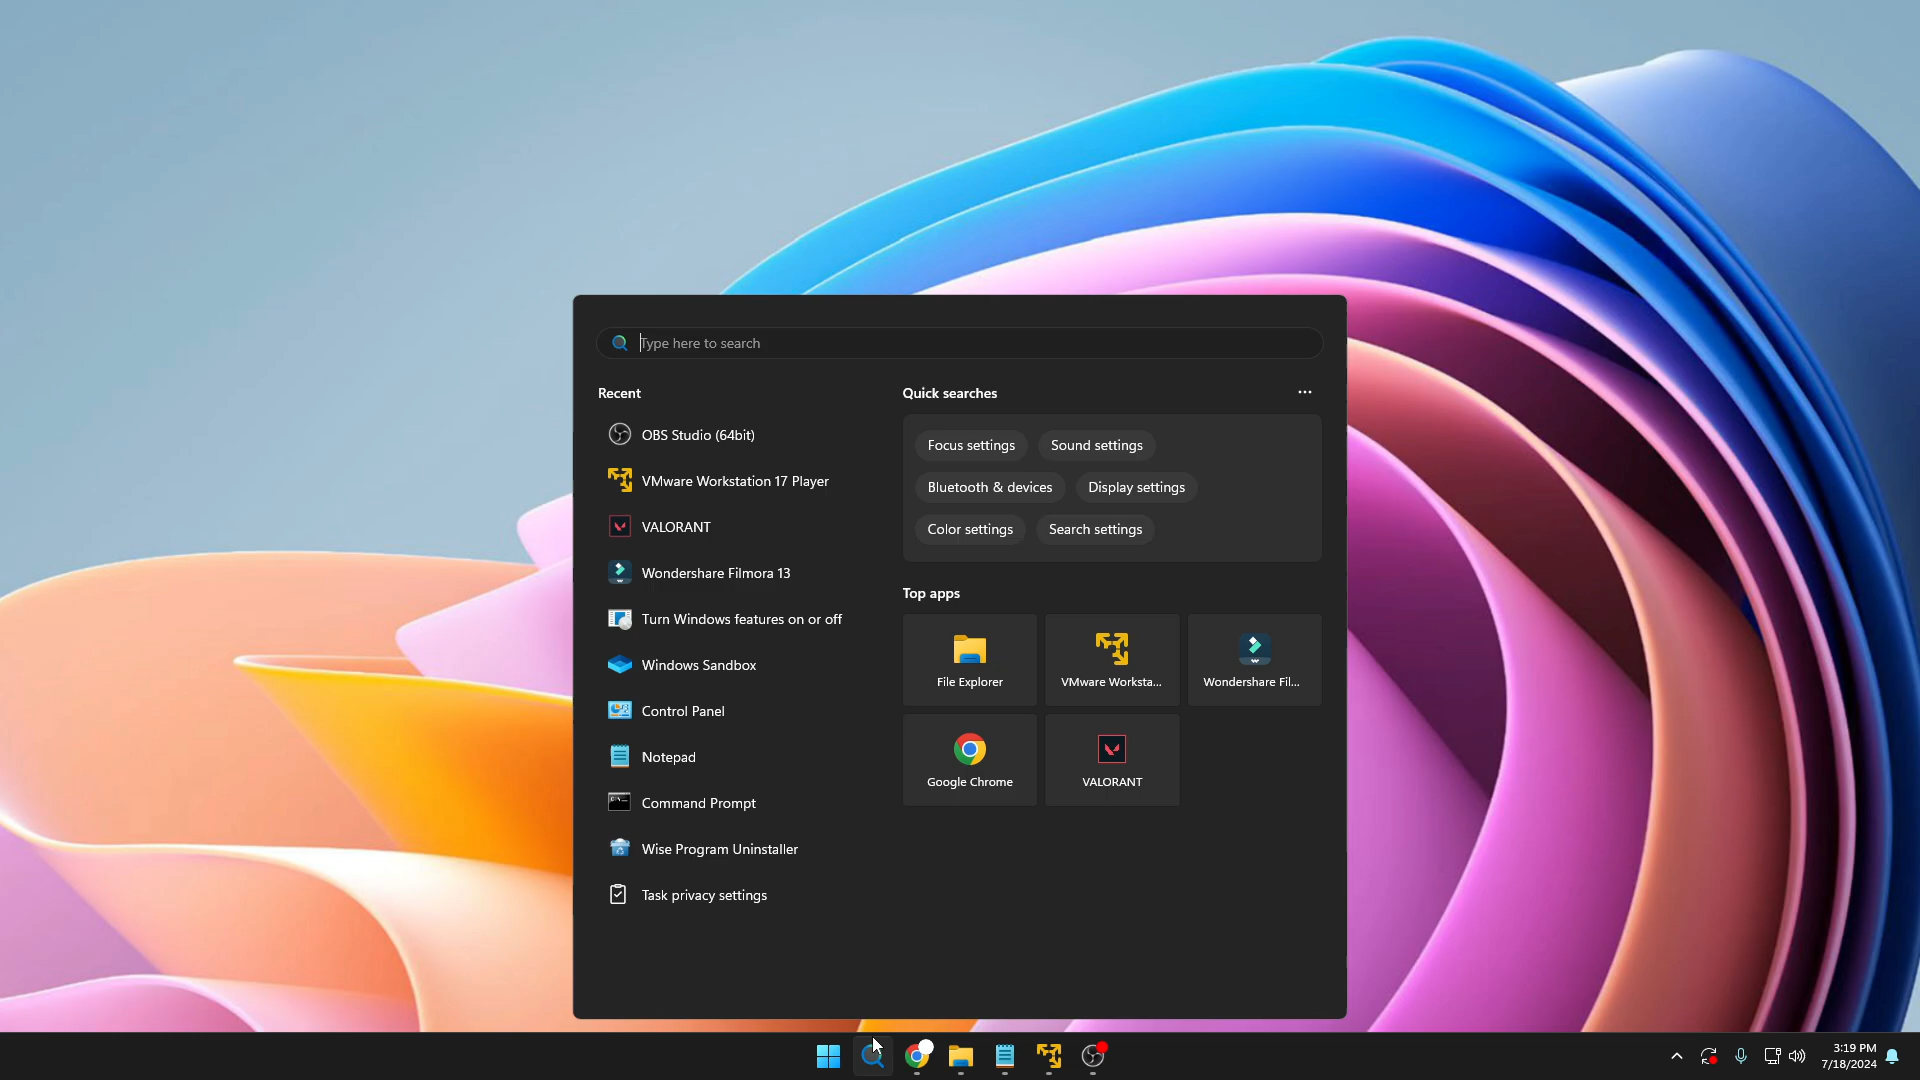 Type here to search
Recent
OBS Studio (64bit)
VMware Workstation 17 Player
VALORANT
Wondershare Filmora 13
Turn Windows features on or off
Windows Sandbox
Control Panel
Notepad
Command Prompt
Wise Program Uninstaller
Task privacy settings
Quick searches
Focus settings Sound settings
Bluetooth & devices Display settings
Color settings Search settings
Top apps
File Explorer VMware Worksta... Wondershare Fil...
Google Chrome VALORANT
3:19 PM
7/18/2024